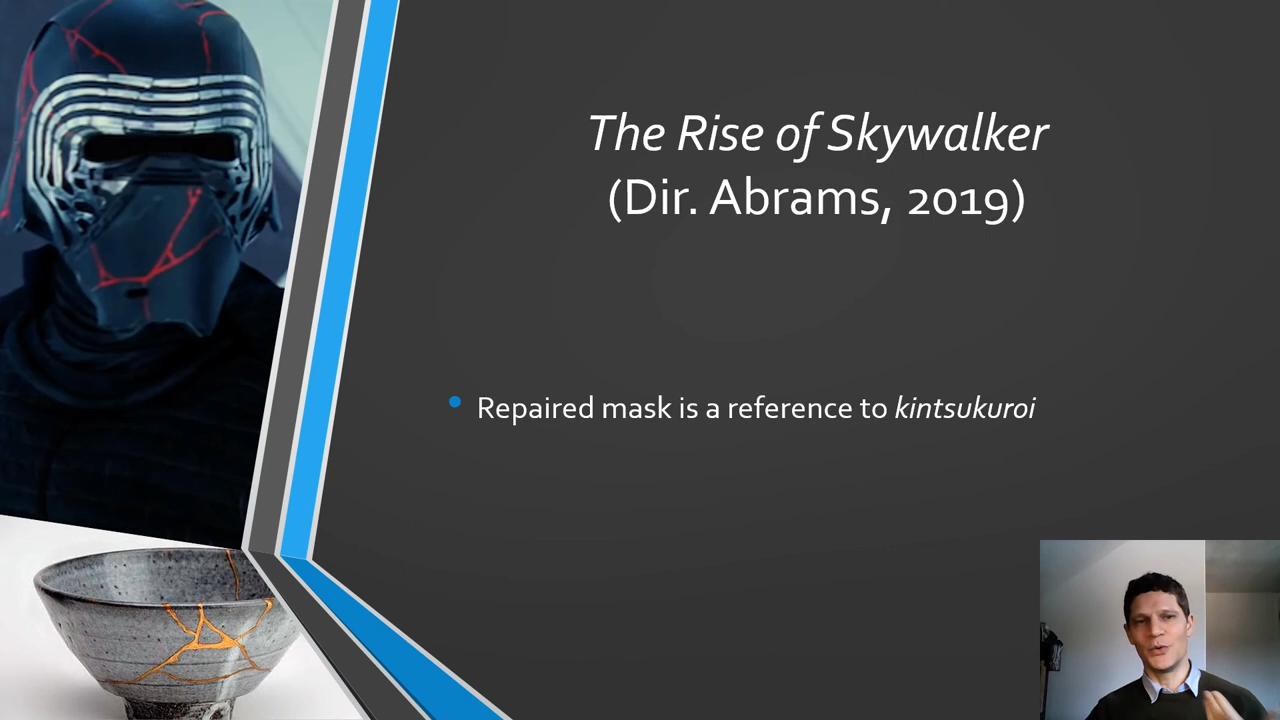 The Rise of Skywalker
(Dir. Abrams, 2019)
Repaired mask is a reference to kintsukuroi